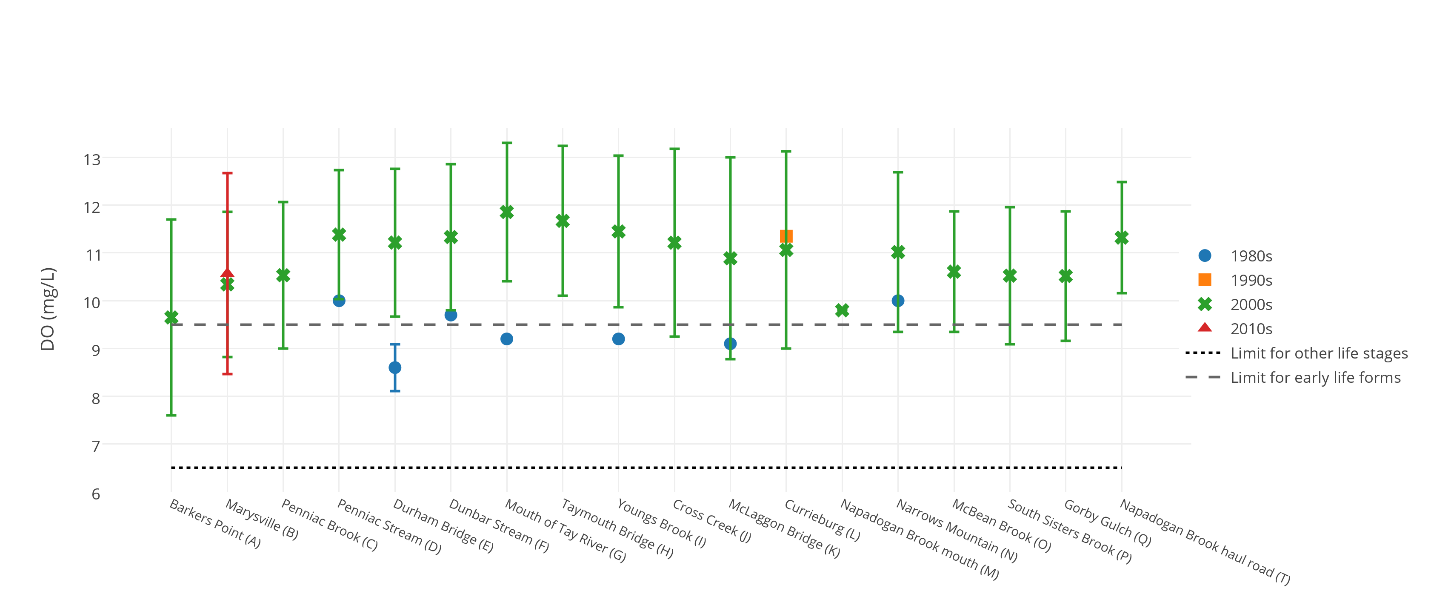 13
12
11
10
9
8
7
6
DO (mg/L)
Barkers Point (A)
Marysville (B)
Penniac Brook (C)
Penniac Stream (D)
Durham Bridge (E)
Dunbar Stream (F)
Mouth of Tay River (G)
Taymouth Bridge (H)
Youngs Brook (I)
Cross Creek (J)
McLaggon Bridge (K)
Currieburg (L)
Napadogan Brook mouth (M)
Narrows Mountain (N)
McBean Brook (O)
South Sisters Brook (P)
Gorby Gulch (Q)
Napadogan Brook haul road (T)
1980s
1990s
2000s
2010s
Limit for other life stages
Limit for early life forms